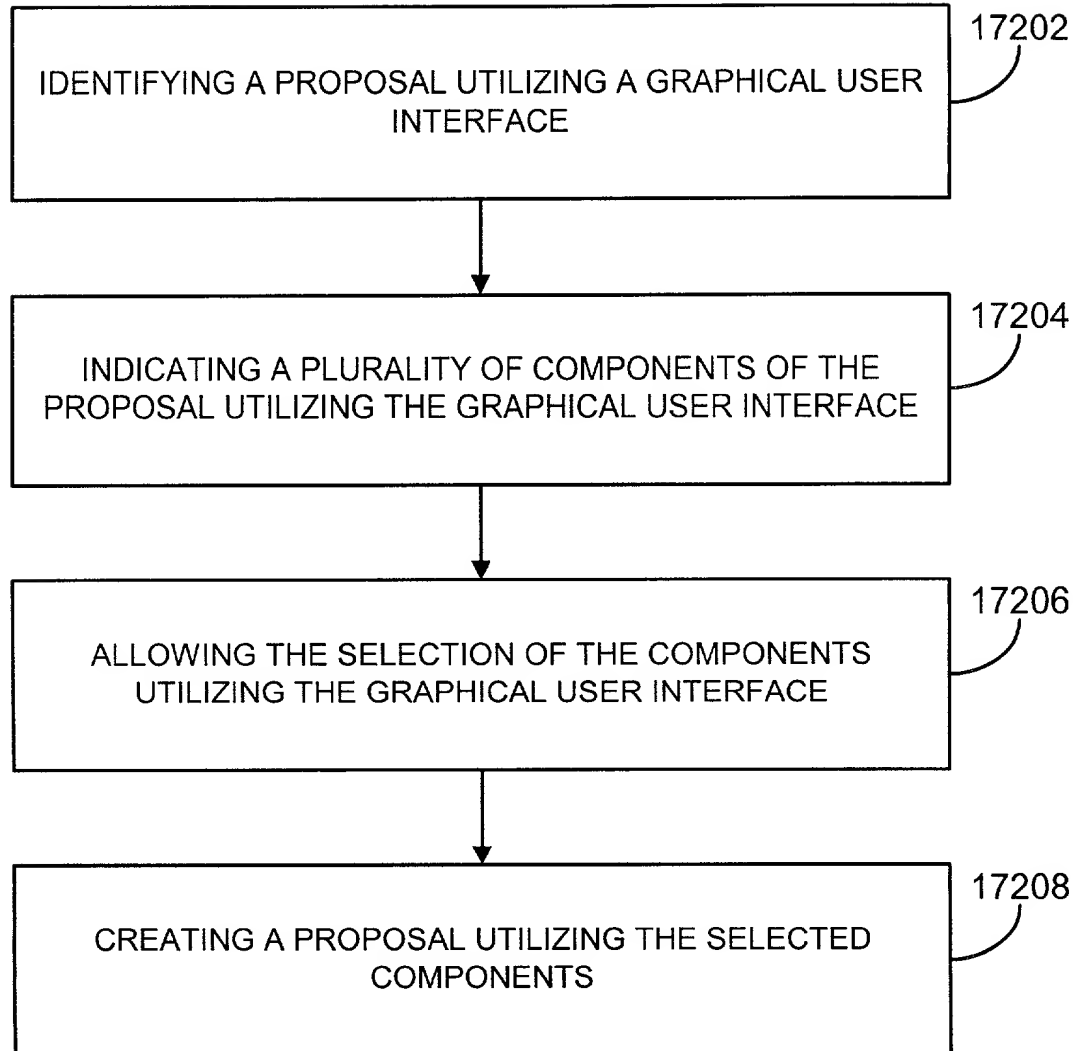 17202
IDENTIFYING A PROPOSAL UTILIZING A GRAPHICAL USER
INTERFACE
17204
INDICATING A PLURALITY OF COMPONENTS OF THE
PROPOSAL UTILIZING THE GRAPHICAL USER INTERFACE
17206
ALLOWING THE SELECTION OF THE COMPONENTS
UTILIZING THE GRAPHICAL USER INTERFACE
17208
CREATING A PROPOSAL UTILIZING THE SELECTED
COMPONENTS